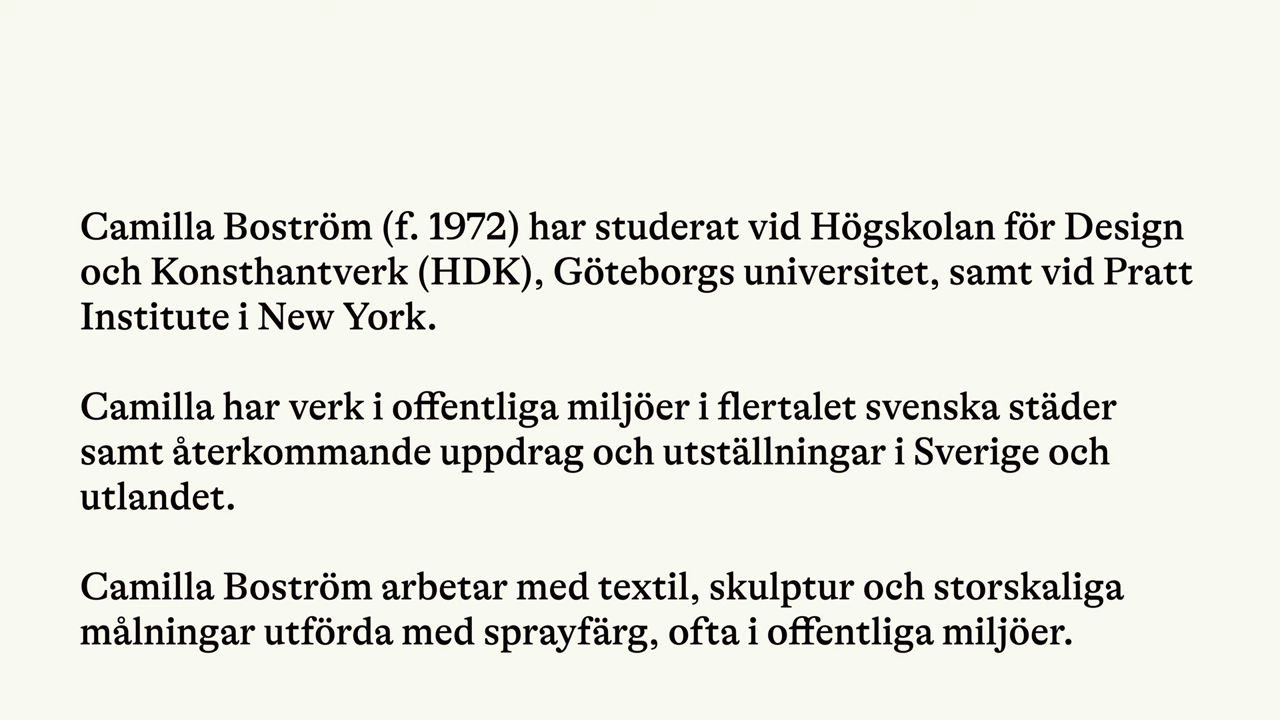 Camilla Boström (f. 1972) har studerat vid Högskolan för Design
och Konsthantverk (HDK), Göteborgs universitet, samt vid Pratt
Institute i New York.
Camilla har verk i offentliga miljöer i flertalet svenska städer
samt återkommande uppdrag och utställningar i Sverige och
utlandet.
Camilla Boström arbetar med textil, skulptur och storskaliga
målningar utförda med sprayfärg, ofta i offentliga miljöer.